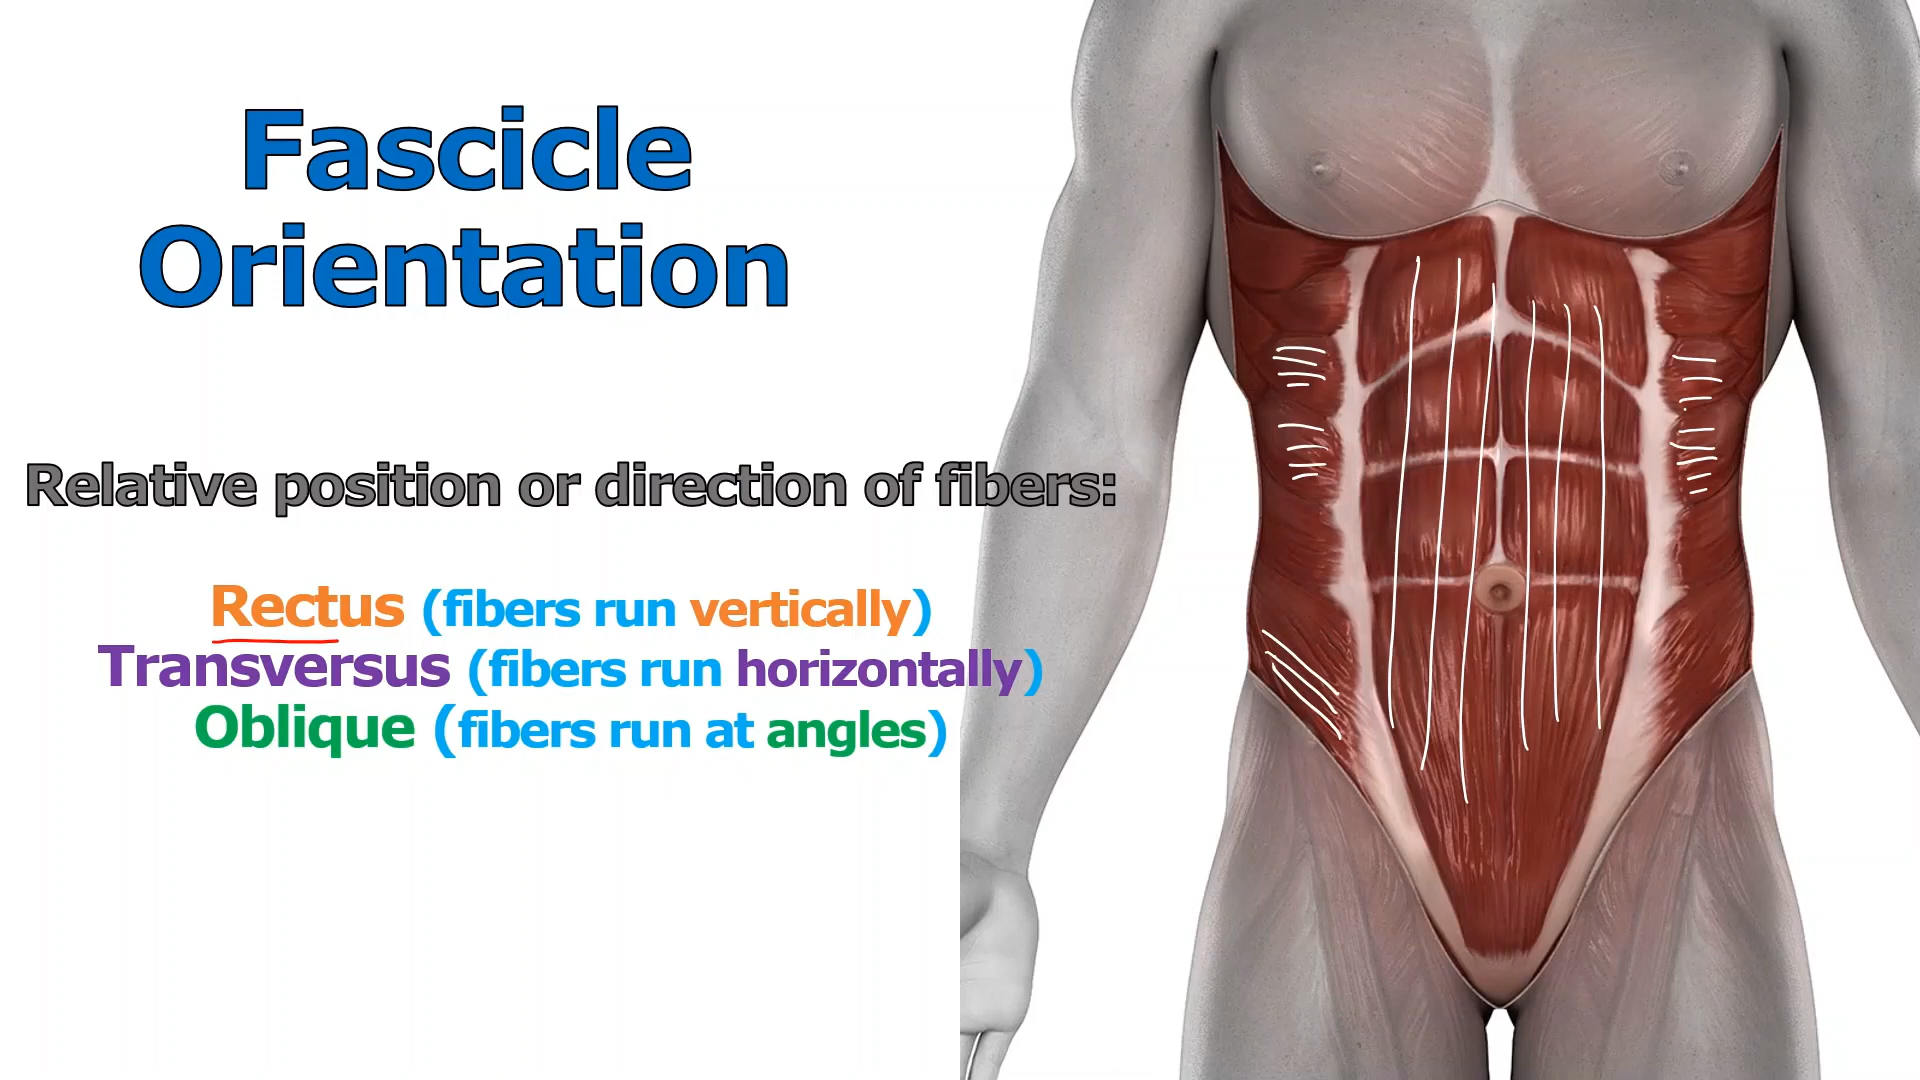 Fascicle
Orientation
Relative position or direction of fibers:
Rectus (fibers run vertically)
Transversus (fibers run horizontally)
Oblique (fibers run at angles)